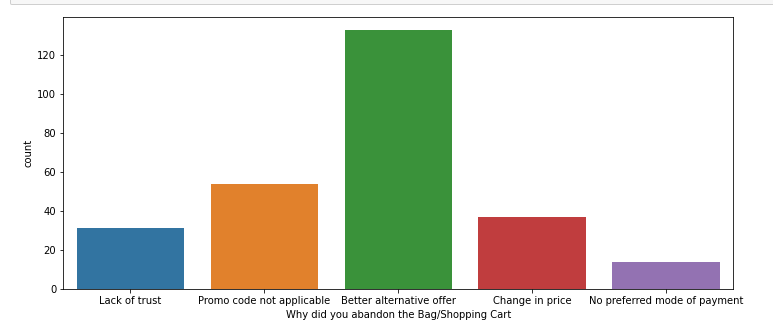 120
100
80
60
40
20
0
count
Lack of trust
Promo code not applicable
Better alternative offer
Change in price
No preferred mode of payment
Why did you abandon the Bag/Shopping Cart